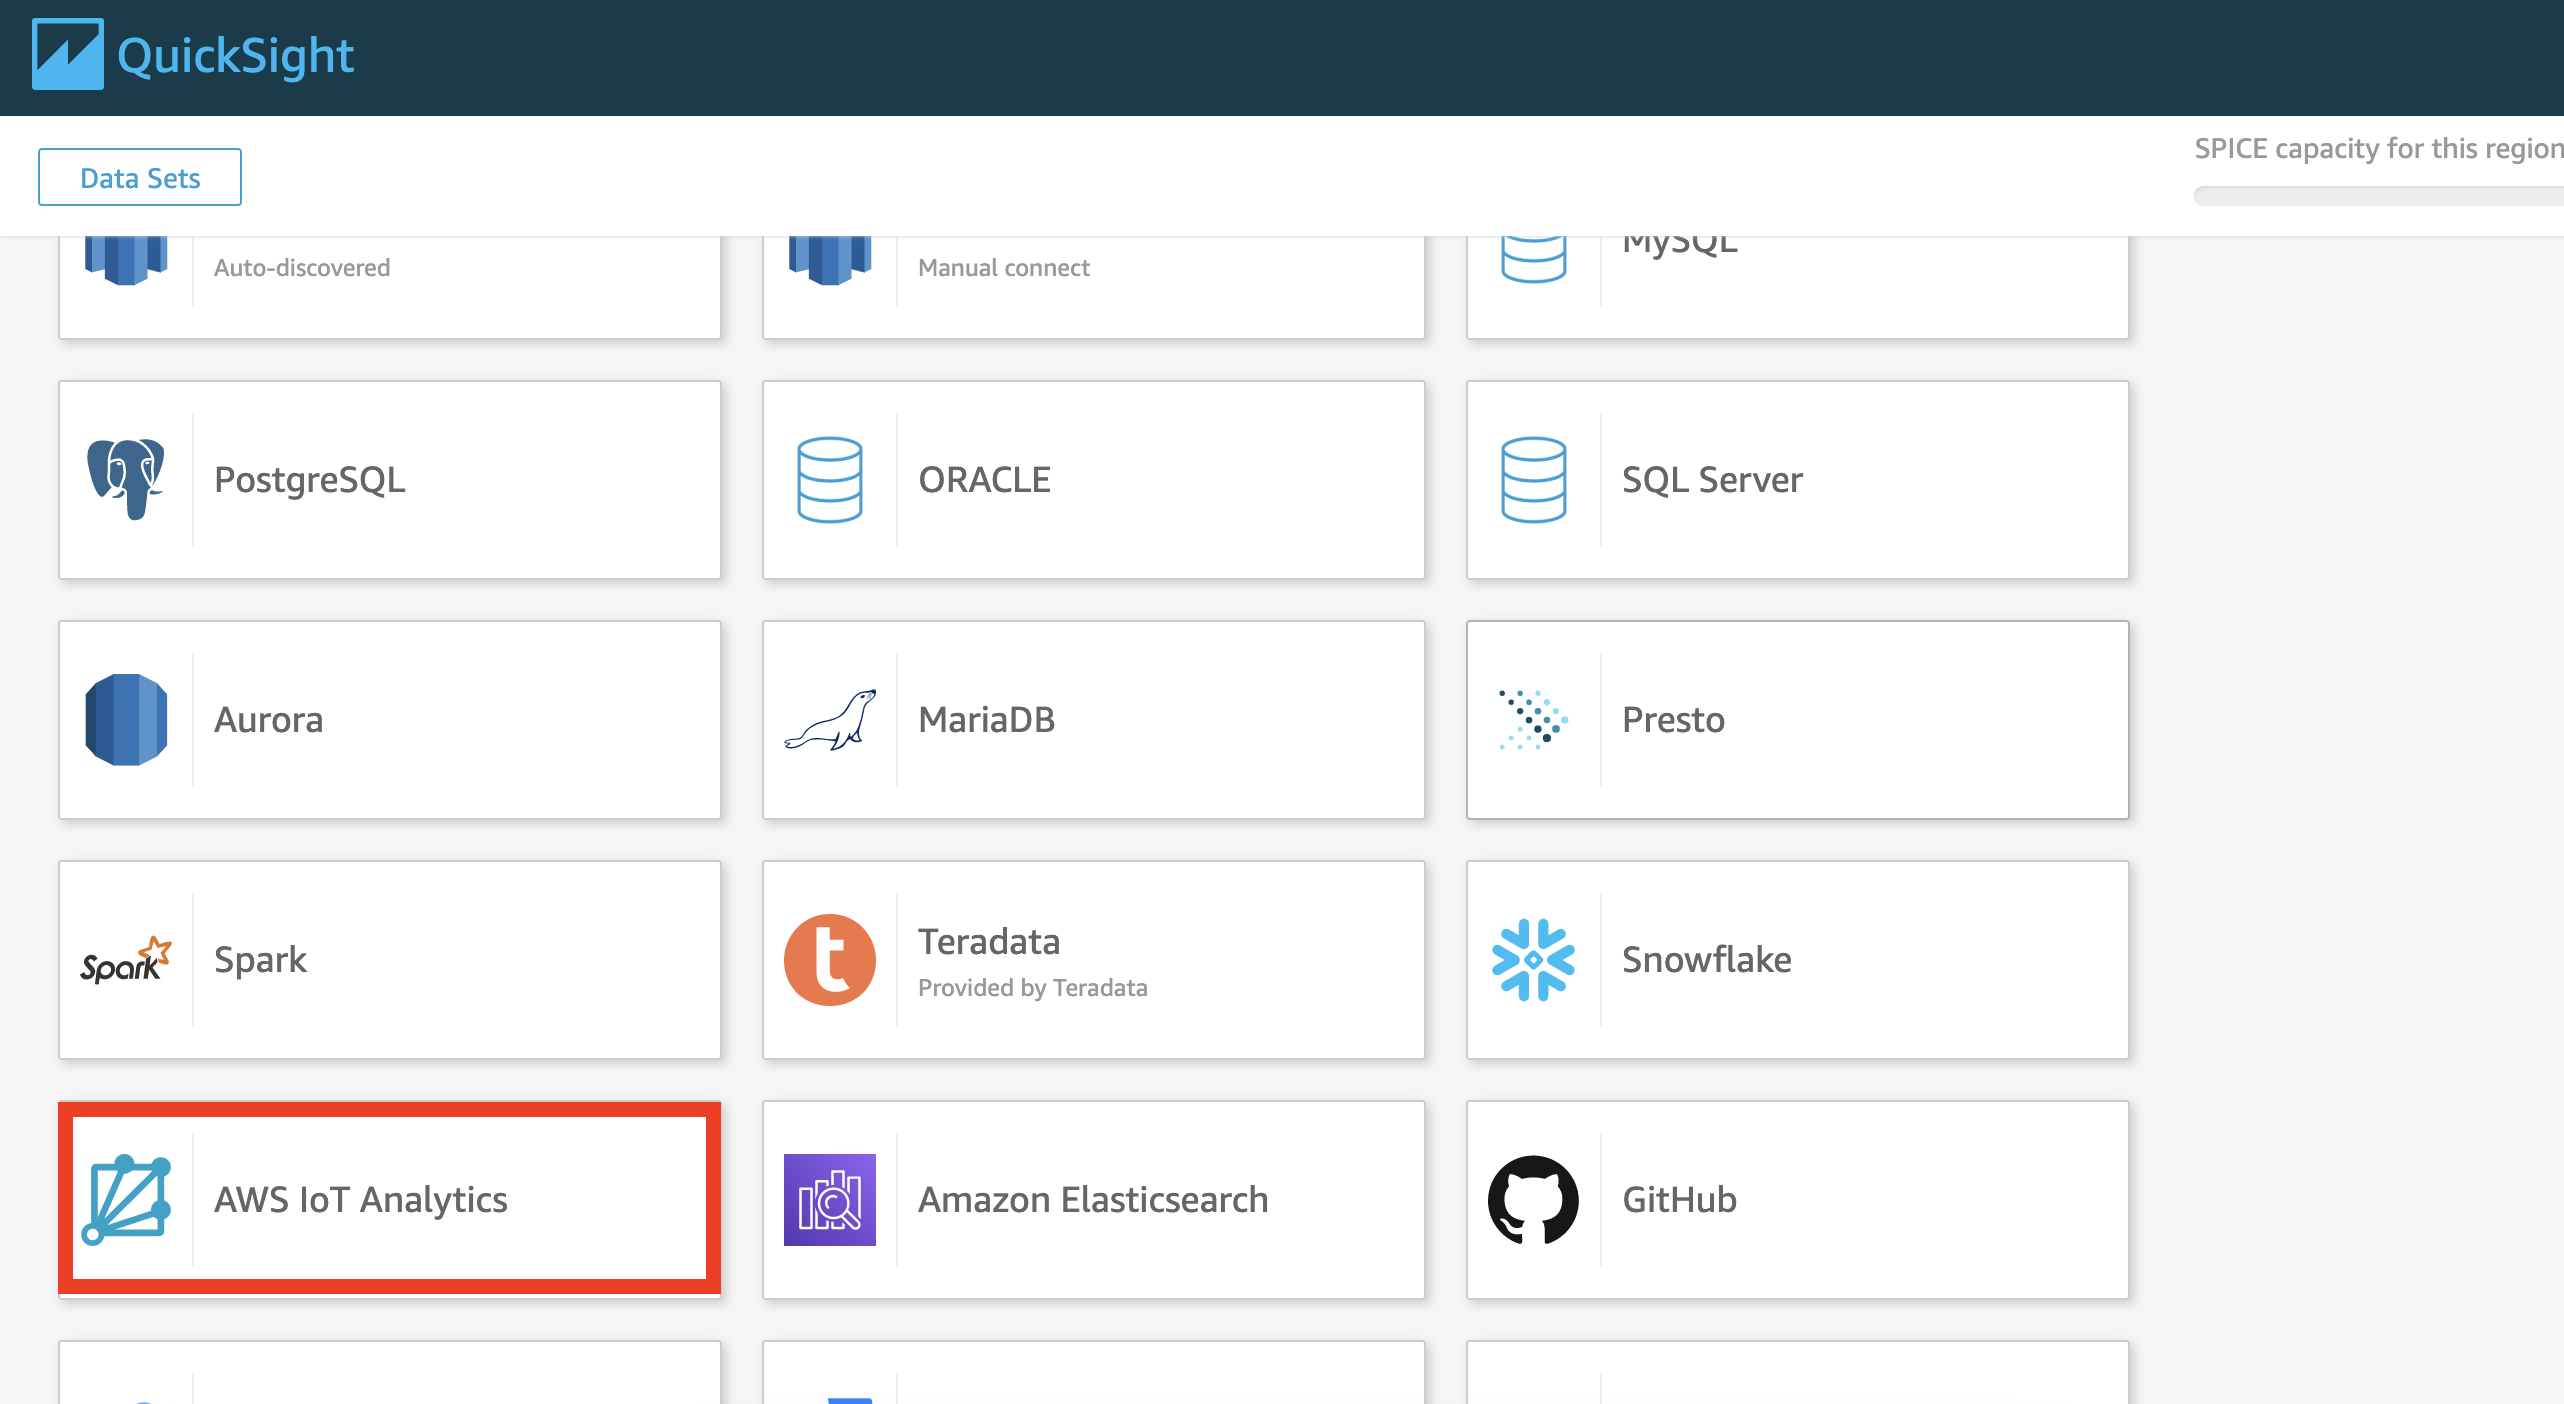 QuickSight
Data Sets
SPICE capacity for this region
Auto-discovered
Manual connect
MySQL
PostgreSQL
ORACLE
SQL Server
Aurora
MariaDB
Presto
Spark
Spark
t
Teradata
Provided by Teradata
Snowflake
AWS IoT Analytics
Amazon Elasticsearch
GitHub